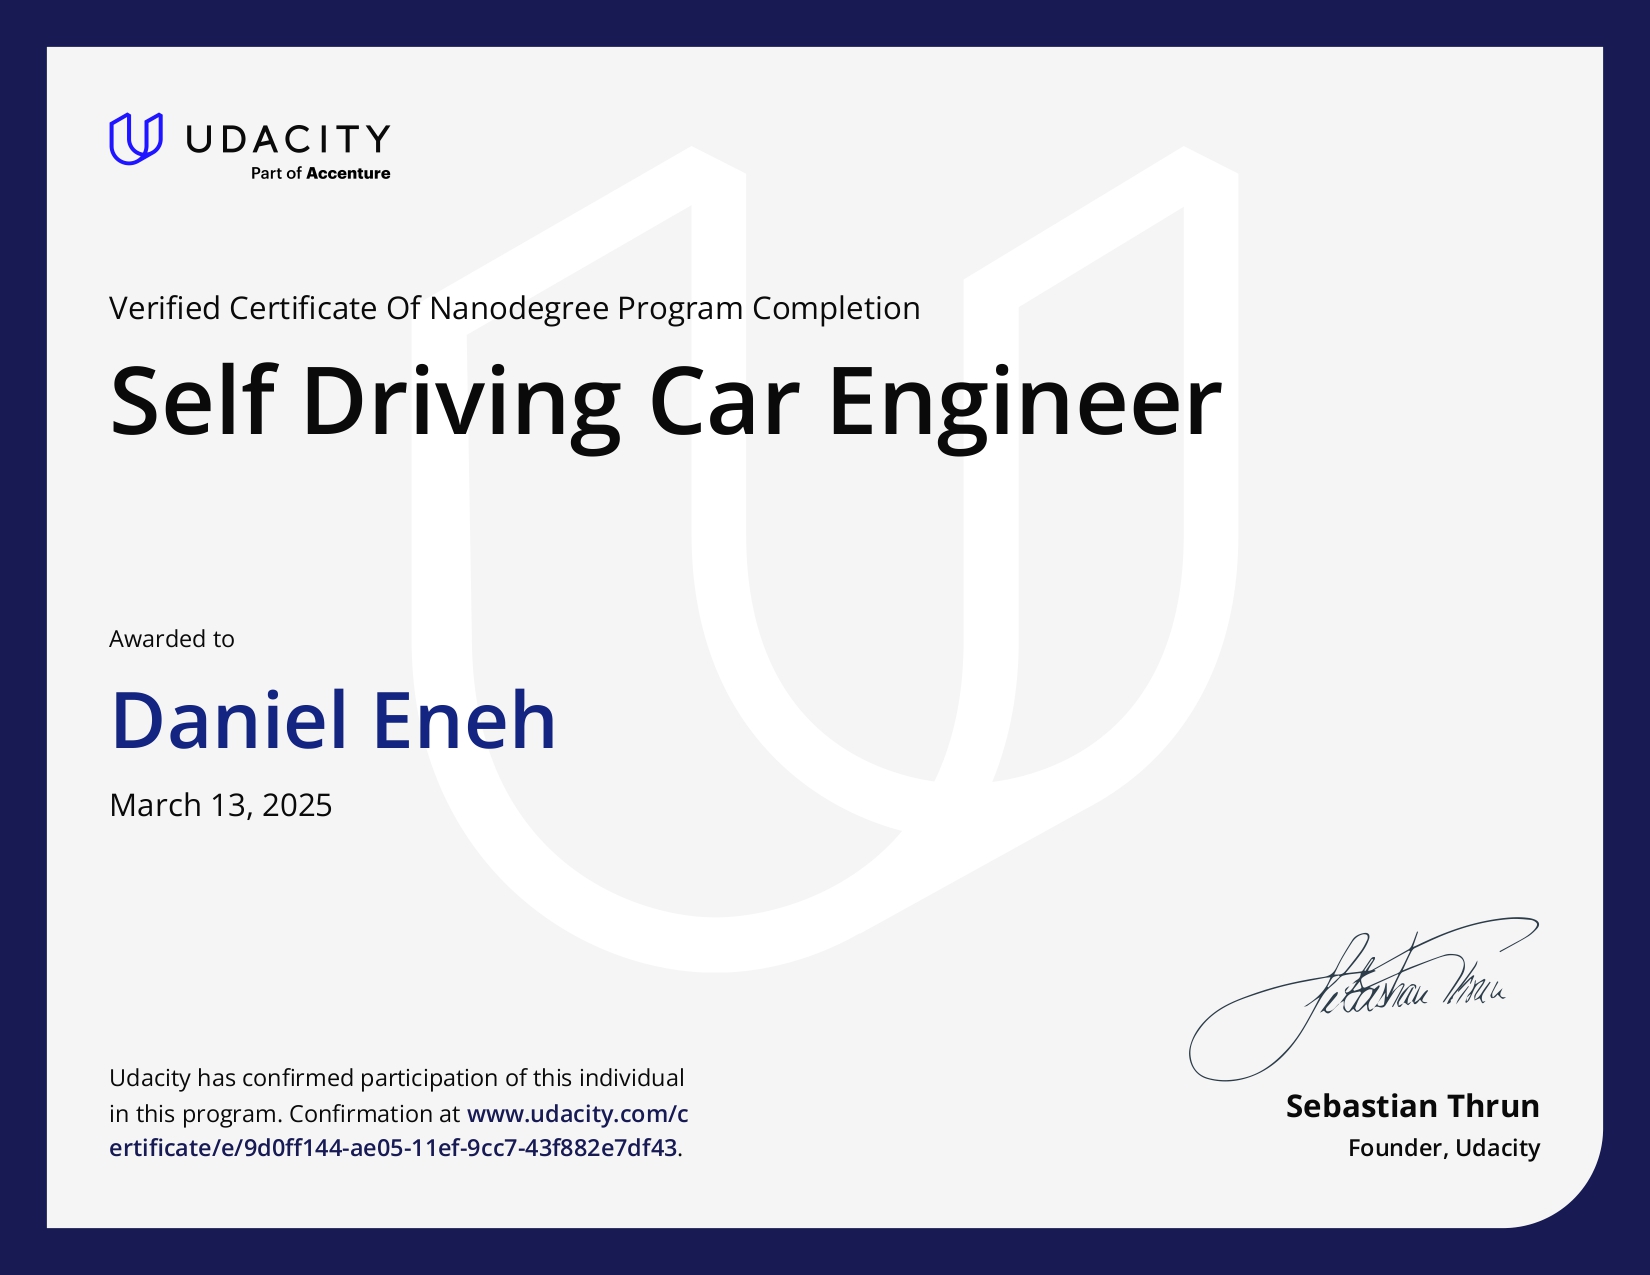 UDACITY
Part of Accenture
Verified Certificate Of Nanodegree Program Completion
Self Driving Car Engineer
Awarded to
Daniel Eneh
March 13, 2025
Sebastian Thrun
Udacity has confirmed participation of this individual
in this program. Confirmation at www.udacity.com/c
ertificate/e/9d0ff144-ae05-11ef-9cc7-43f882e7df43.
Sebastian Thrun
Founder, Udacity